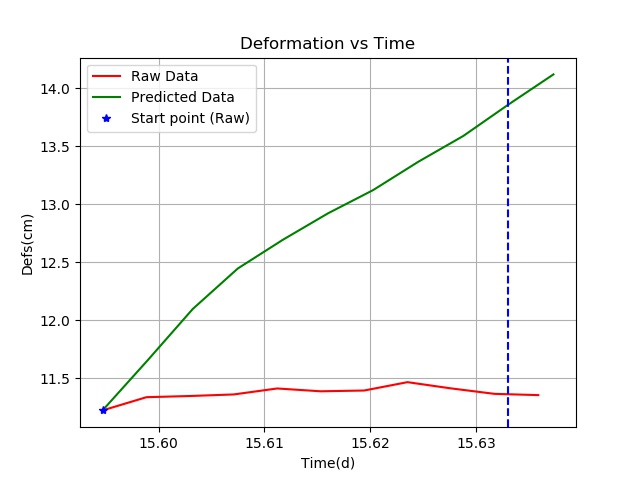 Deformation vs Time
Raw Data
Predicted Data
Start point (Raw)
14.0
13.5
13.0
12.5
12.0
11.5
Defs(cm)
15.60 15.61 15.62 15.63
Time(d)